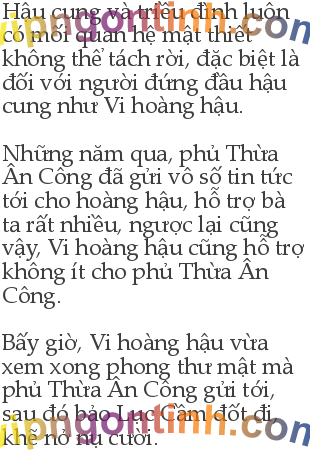 Hậu cung và triều đình luôn
có mối quan hệ mật thiết
không thể tách rời, đặc biệt là
đối với người đứng đầu hậu
cung như Vi hoàng hậu.
Những năm qua, phủ Thừa
Ân Công đã gửi vô số tin tức
tới cho hoàng hậu, hỗ trợ bà
ta rất nhiều, ngược lại cũng
vậy, Vi hoàng hậu cũng hỗ trợ
không ít cho phủ Thừa Ân
Công.
Bấy giờ, Vi hoàng hậu vừa
xem xong phong thư mật mà
phủ Thừa Ân Công gửi tới,
sau đó bảo Lục Cầm đốt đi,
khẽ nở nụ cười.
vipngontinh.com
vipngontinh.com